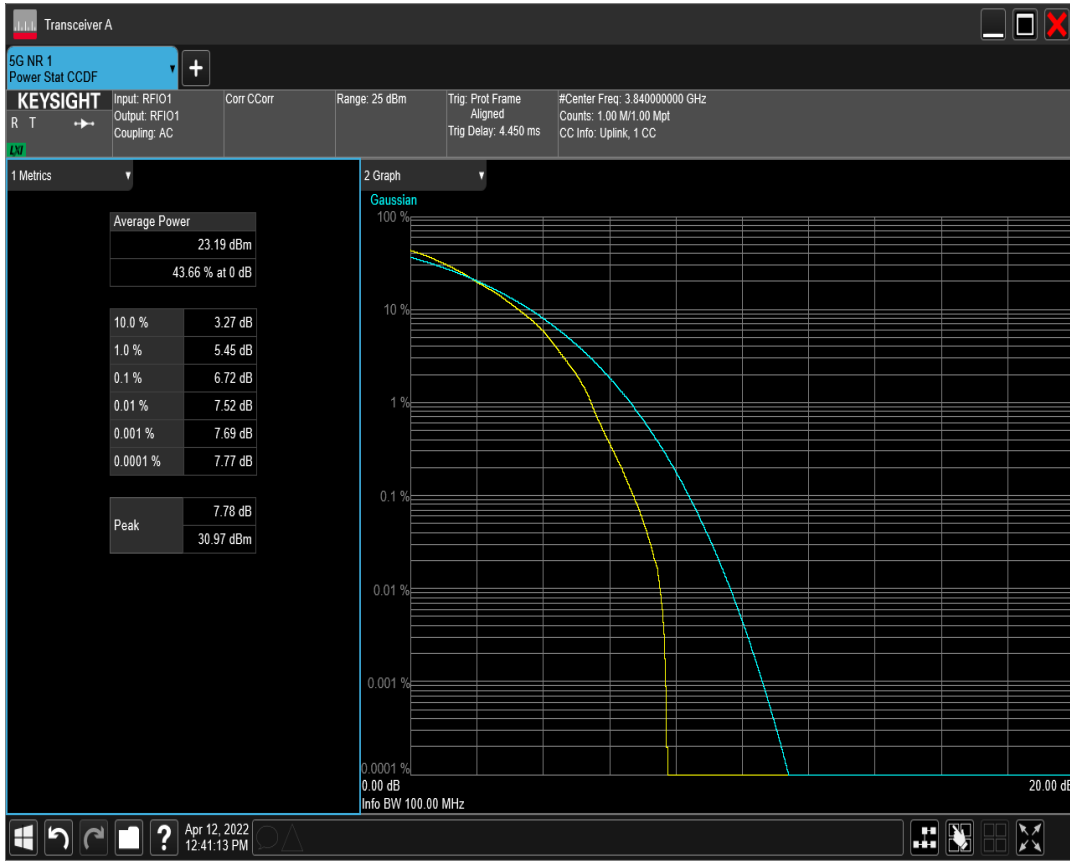 Transceiver A
5G NR 1
Power Stat CCDF
+
KEYSIGHT
R T
LXI
Input: RFIO1
Output: RFIO1
Coupling: AC
Corr CCorr
Range: 25 dBm
Trig: Prot Frame
Aligned
Trig Delay: 4.450 ms
#Center Freq: 3.840000000 GHz
Counts: 1.00 M/1.00 Mpt
CC Info: Uplink, 1 CC
1 Metrics
Average Power
23.19 dBm
43.66 % at 0 dB
10.0 % 3.27 dB
1.0 % 5.45 dB
0.1 % 6.72 dB
0.01 % 7.52 dB
0.001 % 7.69 dB
0.0001 % 7.77 dB
Peak 7.78 dB
30.97 dBm
2 Graph
Gaussian
100 %
10 %
1 %
0.1 %
0.01 %
0.001 %
0.0001 %
0.00 dB 20.00 dB
Info BW 100.00 MHz
?
Apr 12, 2022
12:41:13 PM